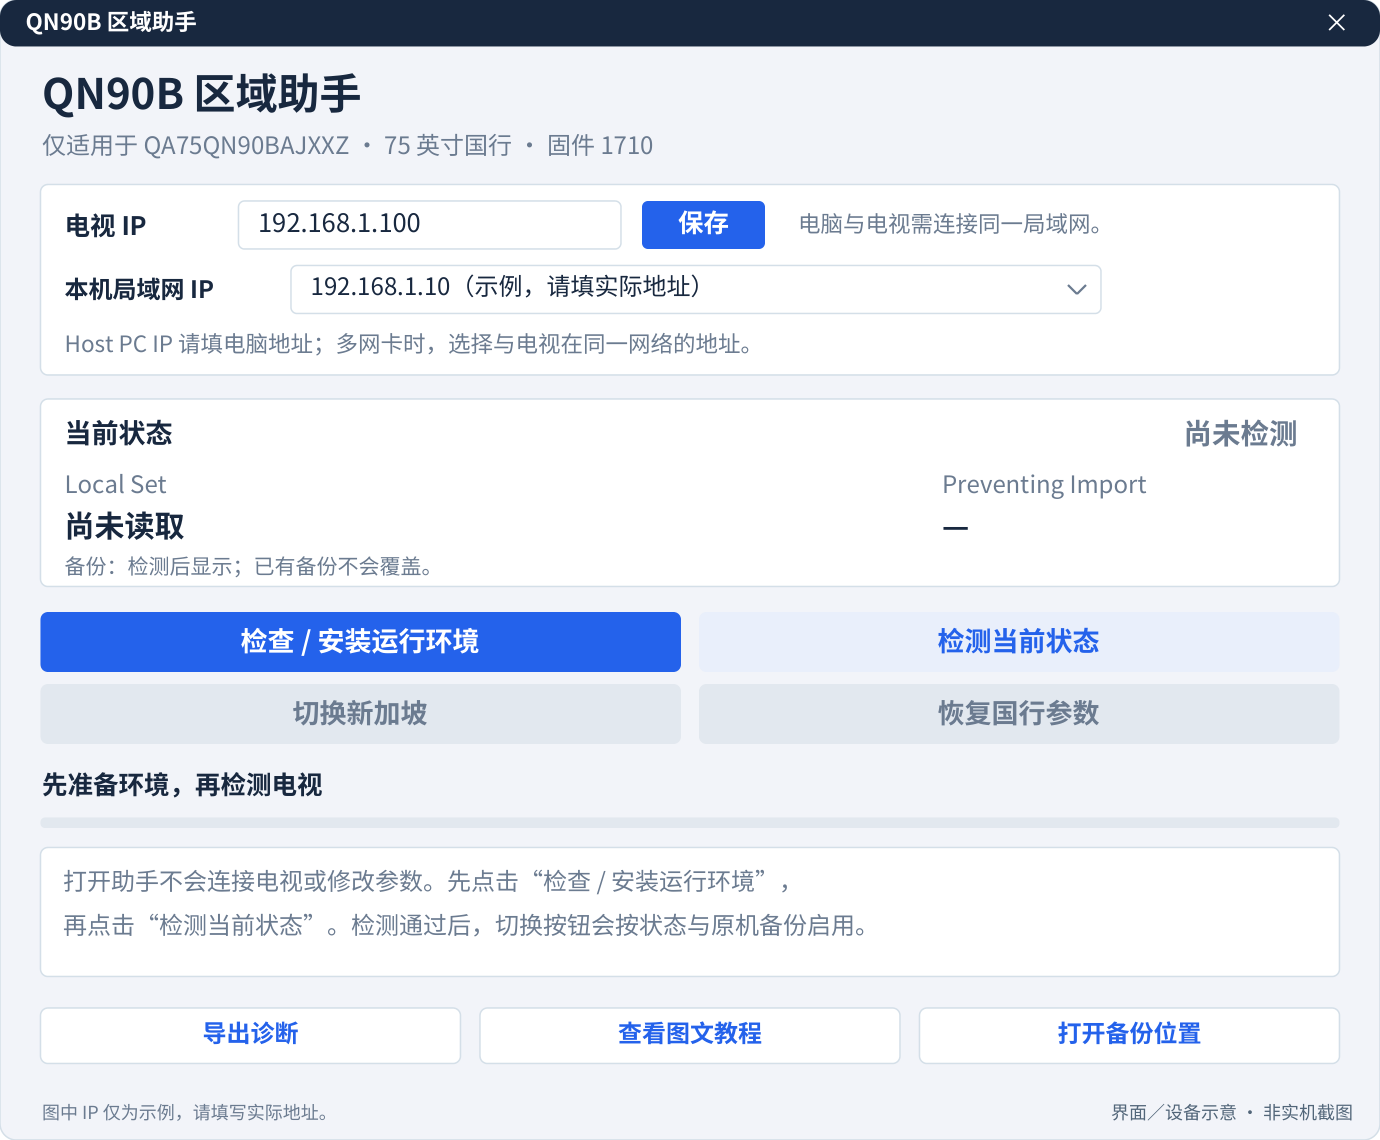 QN90B 区域助手
QN90B 区域助手
仅适用于 QA75QN90BAJXXZ · 75 英寸国行 · 固件 1710
电视 IP
192.168.1.100
保存
电脑与电视需连接同一局域网。
本机局域网 IP
192.168.1.10（示例，请填实际地址）
Host PC IP 请填电脑地址；多网卡时，选择与电视在同一网络的地址。
当前状态
尚未检测
Local Set
Preventing Import
尚未读取
—
备份：检测后显示；已有备份不会覆盖。
检查 / 安装运行环境
检测当前状态
切换新加坡
恢复国行参数
先准备环境，再检测电视
打开助手不会连接电视或修改参数。先点击“检查 / 安装运行环境”，
再点击“检测当前状态”。检测通过后，切换按钮会按状态与原机备份启用。
导出诊断
查看图文教程
打开备份位置
图中 IP 仅为示例，请填写实际地址。
界面／设备示意 · 非实机截图